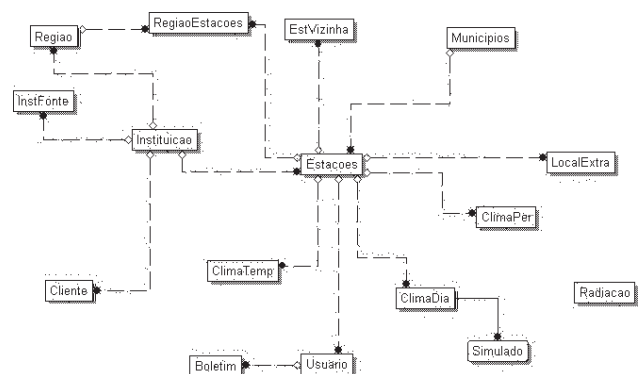 RegiaoEstacoes
EstVizinha
Regiao
Municipios
InstFonte
Instituicao
Estacoes
LocalExtra
ClimaPer
ClimaTemp
Cliente
ClimaDia
Radiacao
Simulado
Boletim
Usuario